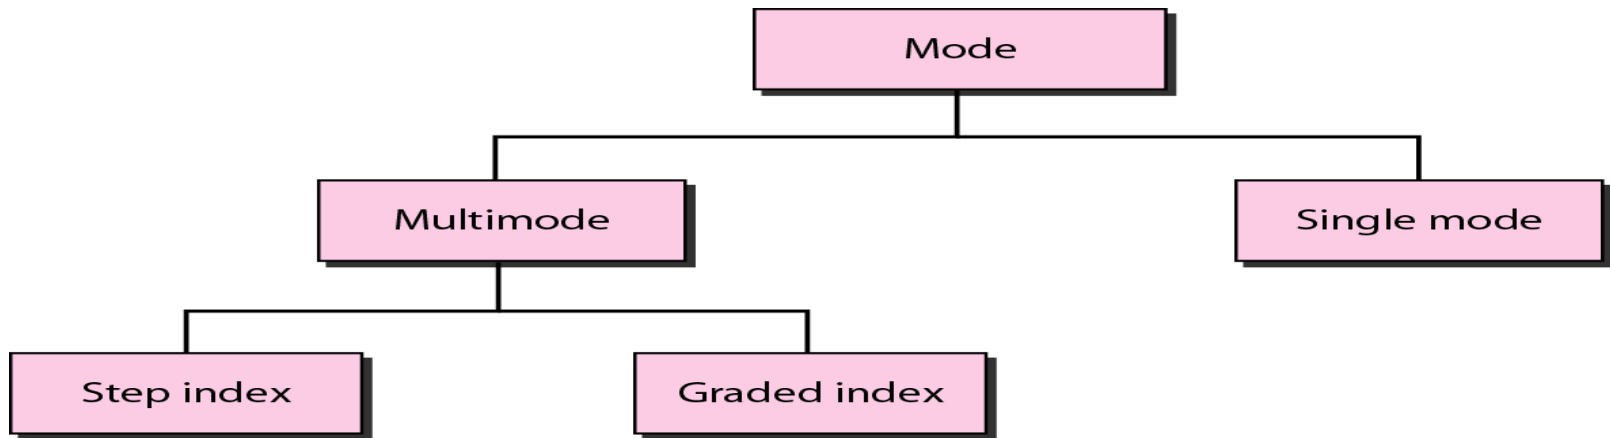 Mode
Multimode
Single mode
Step index
Graded index